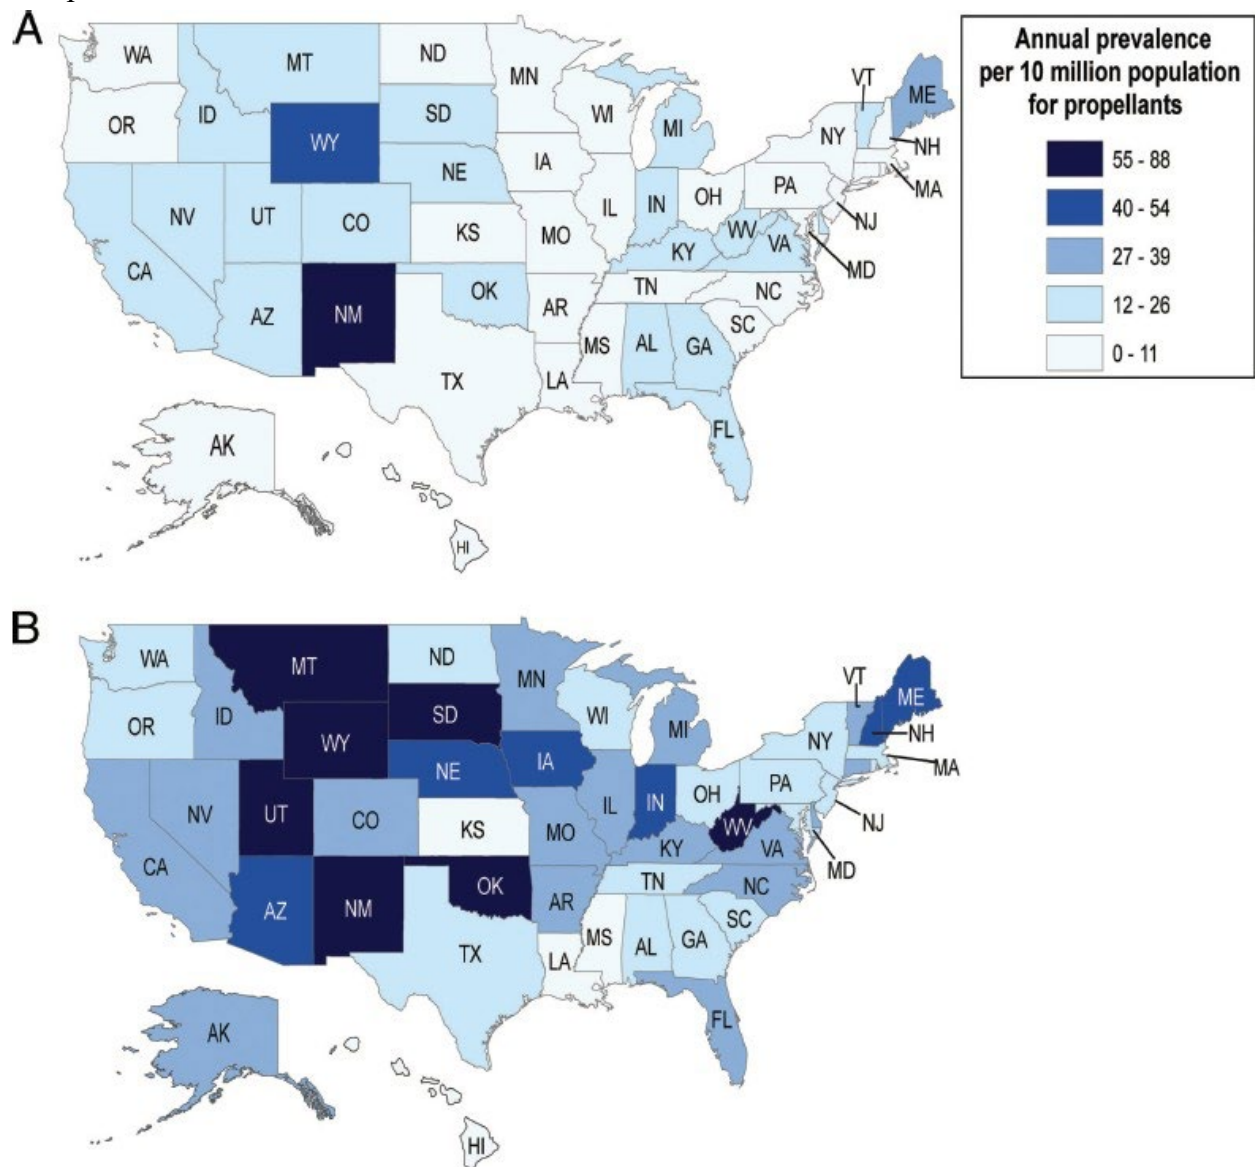 A
Annual prevalence
per 10 million population
for propellants
55 - 88
40 - 54
27 - 39
12 - 26
0 - 11
WA
MT
ND
MN
VT
ME
OR
ID
WY
SD
WI
MI
NY
NH
MA
NE
IA
PA
NJ
NV
UT
CO
KS
MO
IL
IN
OH
WV
VA
MD
CA
KY
AZ
NM
OK
AR
TN
NC
SC
TX
LA
MS
AL
GA
FL
AK
HI
B
WA
MT
ND
MN
VT
ME
OR
ID
WY
SD
WI
MI
NY
NH
MA
NE
IA
PA
NJ
NV
UT
CO
KS
MO
IL
IN
OH
WV
VA
MD
CA
KY
AZ
NM
OK
AR
TN
NC
SC
TX
LA
MS
AL
GA
FL
AK
HI